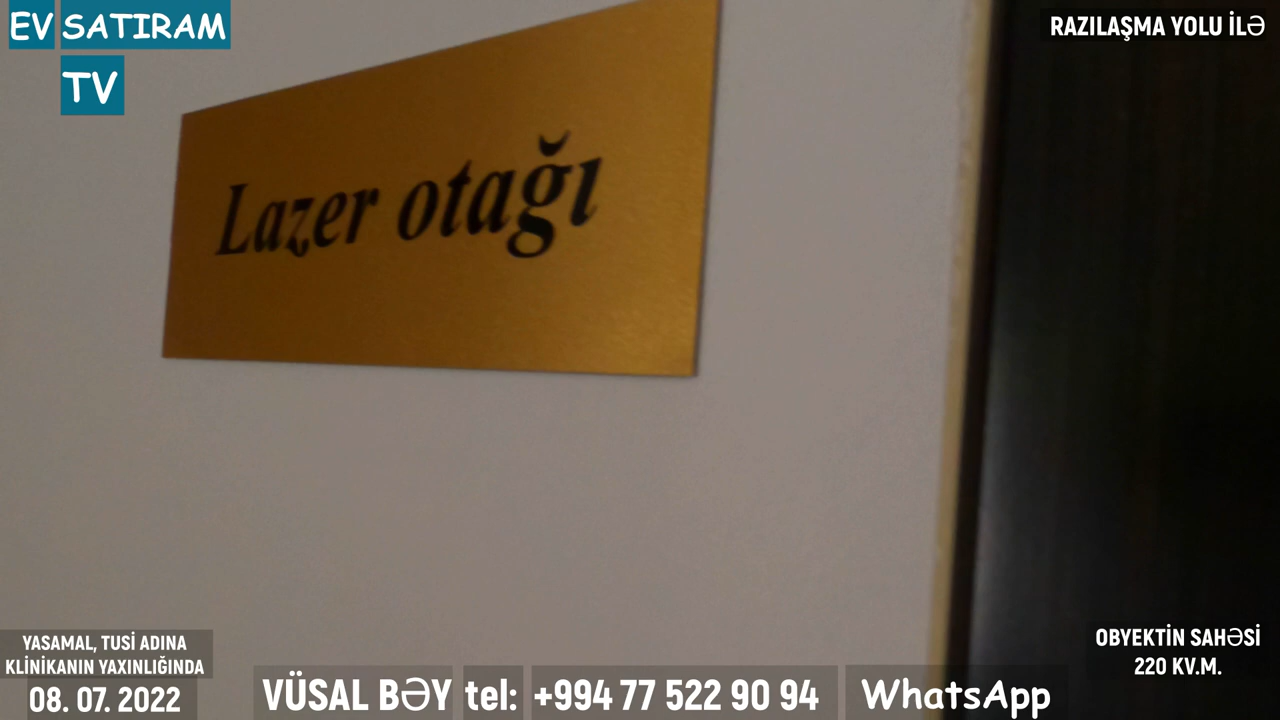 EV SATIRAM
TV
RAZILAŞMA YOLU İLƏ
Lazer otağı
YASAMAL, TUSİ ADINA
KLİNİKANIN YAXINLIĞINDA
08. 07. 2022
VÜSAL BƏY tel: +994 77 522 90 94 WhatsApp
OBYEKTİN SAHƏSİ
220 KV.M.